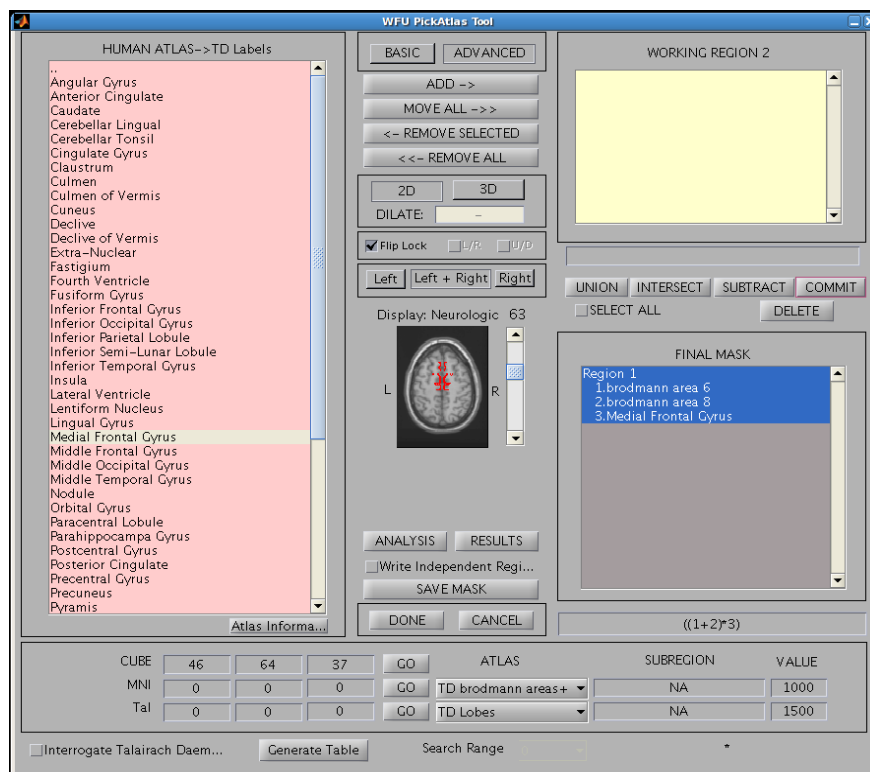 WFU PickAtlas Tool
HUMAN ATLAS->TD Labels
..
Angular Gyrus
Anterior Cingulate
Caudate
Cerebellar Lingual
Cerebellar Tonsil
Cingulate Gyrus
Claustrum
Culmen
Culmen of Vermis
Cuneus
Declive
Declive of Vermis
Extra-Nuclear
Fastigium
Fourth Ventricle
Fusiform Gyrus
Inferior Frontal Gyrus
Inferior Occipital Gyrus
Inferior Parietal Lobule
Inferior Semi-Lunar Lobule
Inferior Temporal Gyrus
Insula
Lateral Ventricle
Lentiform Nucleus
Lingual Gyrus
Medial Frontal Gyrus
Middle Frontal Gyrus
Middle Occipital Gyrus
Middle Temporal Gyrus
Nodule
Orbital Gyrus
Paracentral Lobule
Parahippocampa Gyrus
Postcentral Gyrus
Posterior Cingulate
Precentral Gyrus
Precuneus
Pyramis
Atlas Informa...
BASIC ADVANCED
ADD ->
MOVE ALL ->>
<- REMOVE SELECTED
<<- REMOVE ALL
2D 3D
DILATE: -
Flip Lock L/R U/D
Left Left + Right Right
Display: Neurologic 63
L R
ANALYSIS RESULTS
Write Independent Regi...
SAVE MASK
DONE CANCEL
WORKING REGION 2
UNION INTERSECT SUBTRACT COMMIT
SELECT ALL DELETE
FINAL MASK
Region 1
1.brodmann area 6
2.brodmann area 8
3.Medial Frontal Gyrus
((1+2)*3)
CUBE 46 64 37 GO ATLAS SUBREGION VALUE
MNI 0 0 0 GO TD brodmann areas+ NA 1000
Tal 0 0 0 GO TD Lobes NA 1500
Interrogate Talairach Daem... Generate Table Search Range 0 *